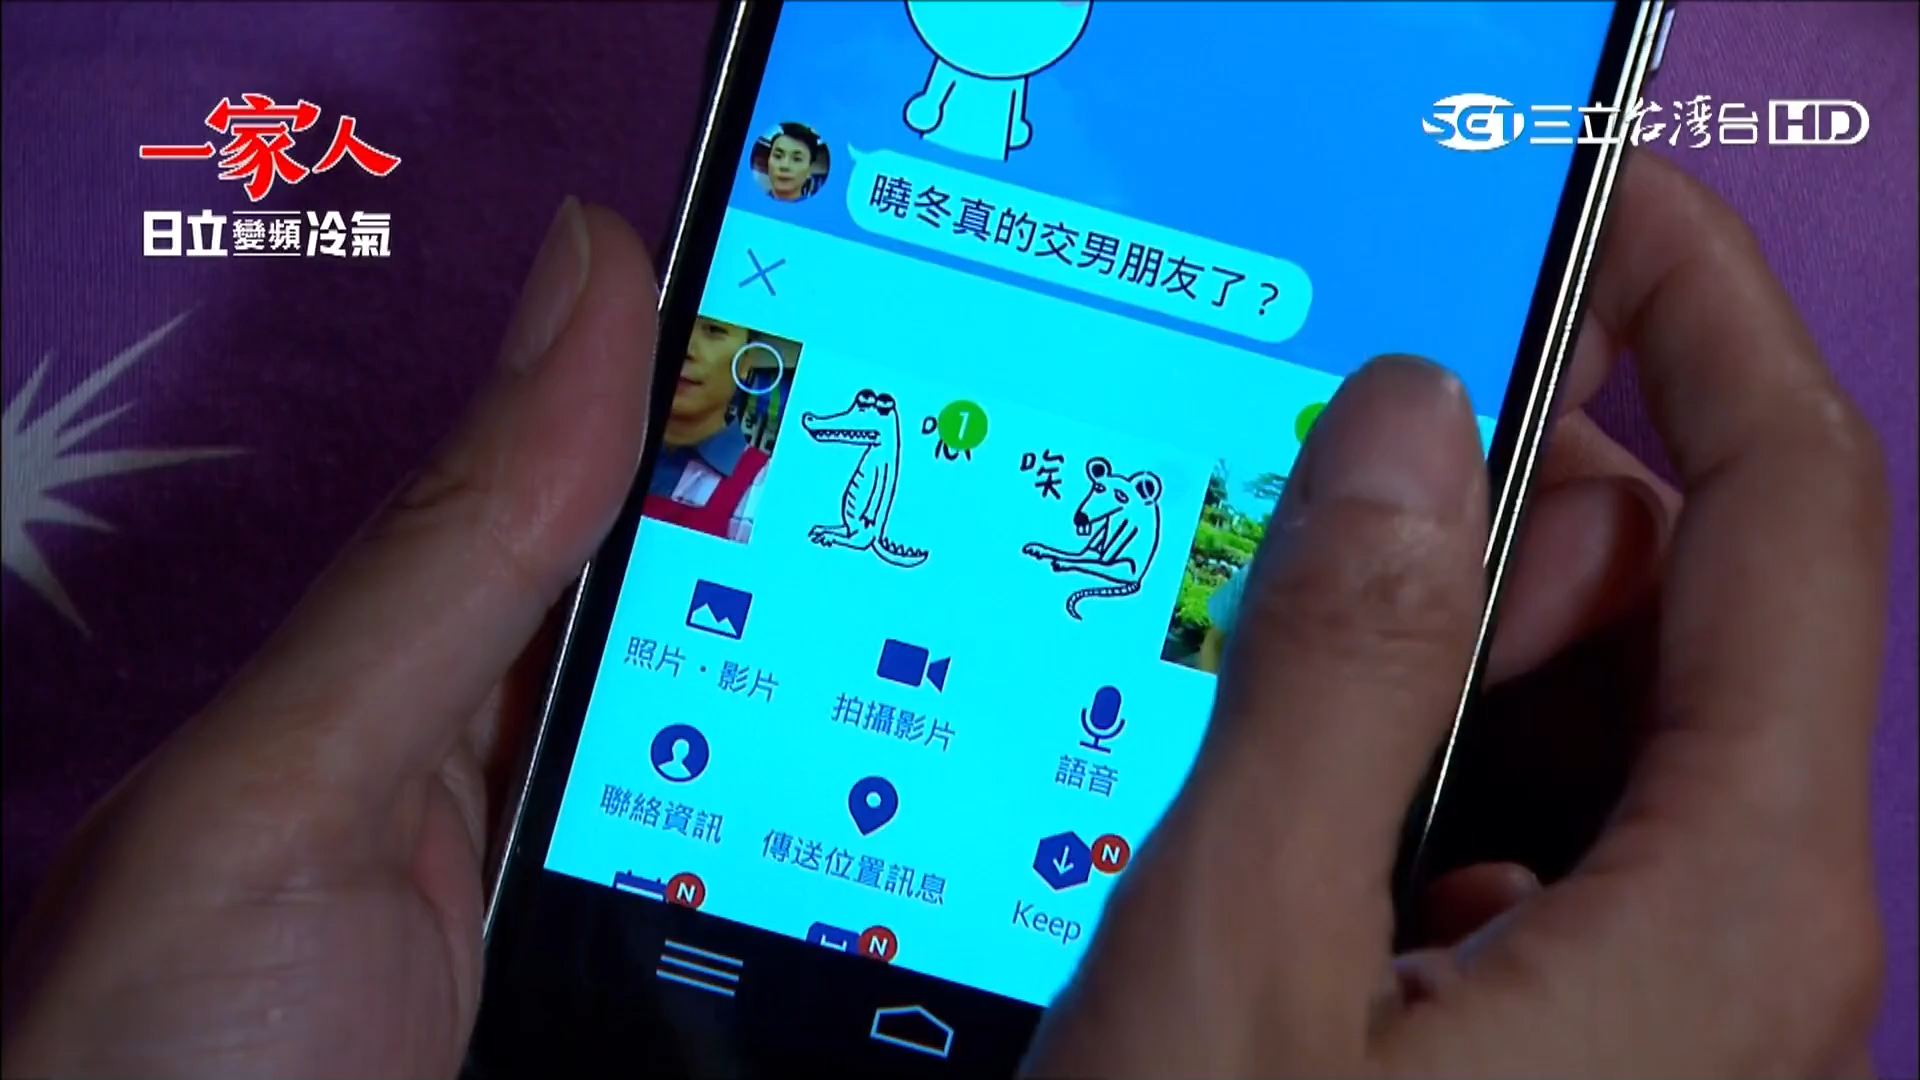 一家人
日立變頻冷氣
SET三立台灣台HD
曉冬真的交男朋友了？
1
唉
照片・影片
拍攝影片
語音
聯絡資訊
傳送位置訊息
N
Keep
N
N